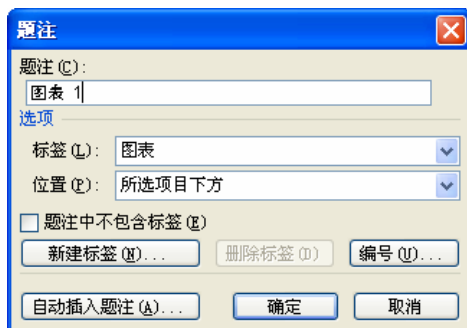 题注
题注(C):
图表 1
选项
标签(L): 图表
位置(P): 所选项目下方
题注中不包含标签(E)
新建标签(N)... 删除标签(D) 编号(U)...
自动插入题注(A)... 确定 取消